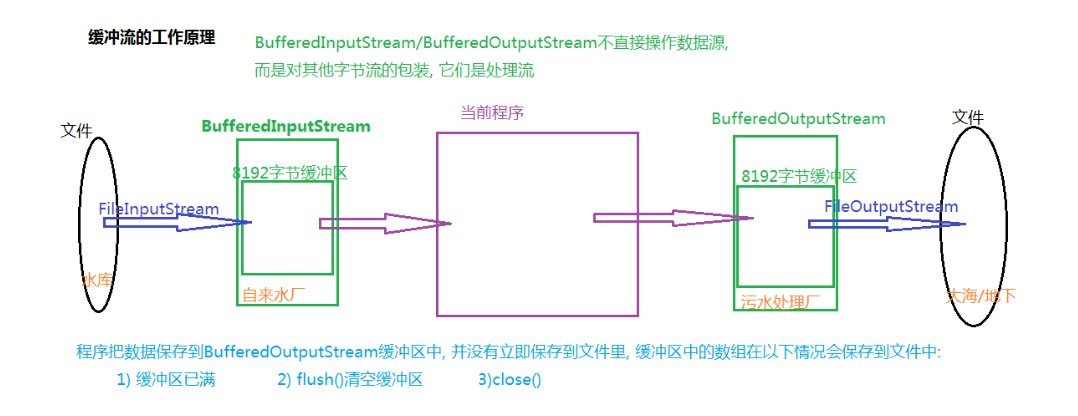 缓冲流的工作原理
BufferedInputStream/BufferedOutputStream不直接操作数据源,
而是对其他字节流的包装, 它们是处理流
文件
BufferedInputStream
8192字节缓冲区
FileInputStream
水库
自来水厂
当前程序
BufferedOutputStream
8192字节缓冲区
FileOutputStream
污水处理厂
文件
大海/地下
程序把数据保存到BufferedOutputStream缓冲区中, 并没有立即保存到文件里, 缓冲区中的数组在以下情况会保存到文件中:
1) 缓冲区已满 2) flush()清空缓冲区 3)close()